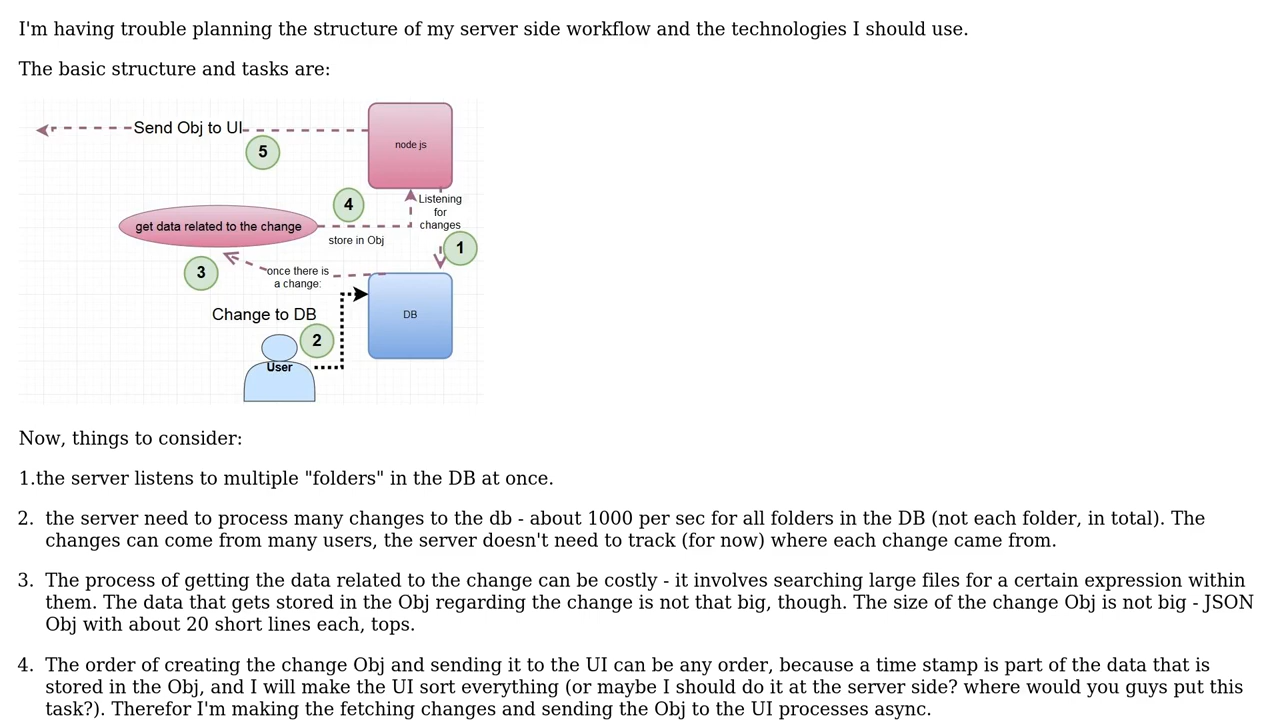 I'm having trouble planning the structure of my server side workflow and the technologies I should use.
The basic structure and tasks are:
Send Obj to UI
5
node js
4
Listening
for
changes
get data related to the change
store in Obj
1
3
once there is
a change:
Change to DB
DB
2
User
Now, things to consider:
1.the server listens to multiple "folders" in the DB at once.
2. the server need to process many changes to the db - about 1000 per sec for all folders in the DB (not each folder, in total). The
changes can come from many users, the server doesn't need to track (for now) where each change came from.
3. The process of getting the data related to the change can be costly - it involves searching large files for a certain expression within
them. The data that gets stored in the Obj regarding the change is not that big, though. The size of the change Obj is not big - JSON
Obj with about 20 short lines each, tops.
4. The order of creating the change Obj and sending it to the UI can be any order, because a time stamp is part of the data that is
stored in the Obj, and I will make the UI sort everything (or maybe I should do it at the server side? where would you guys put this
task?). Therefor I'm making the fetching changes and sending the Obj to the UI processes async.